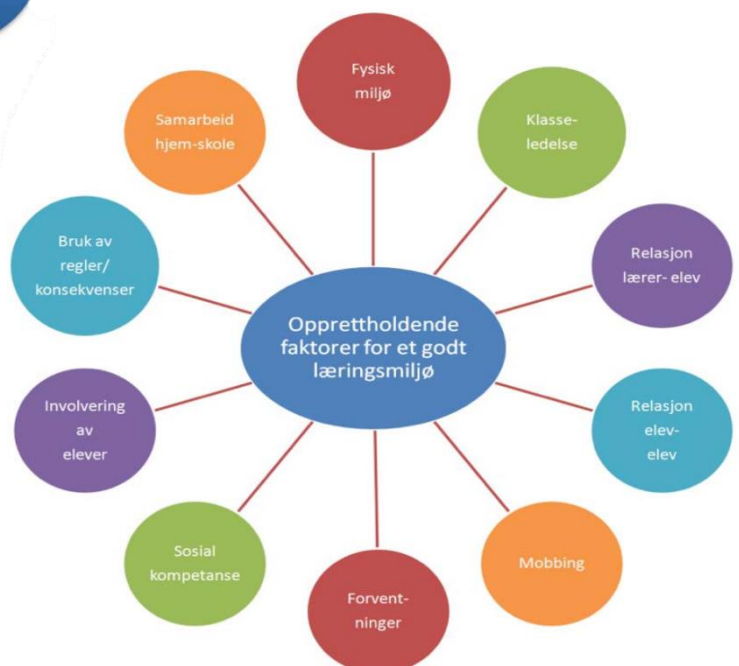 Fysisk
miljø
Klasse-
ledelse
Relasjon
lærer- elev
Relasjon
elev-
elev
Mobbing
Forvent-
ninger
Sosial
kompetanse
Involvering
av
elever
Bruk av
regler/
konsekvenser
Samarbeid
hjem-skole
Opprettholdende
faktorer for et godt
læringsmiljø